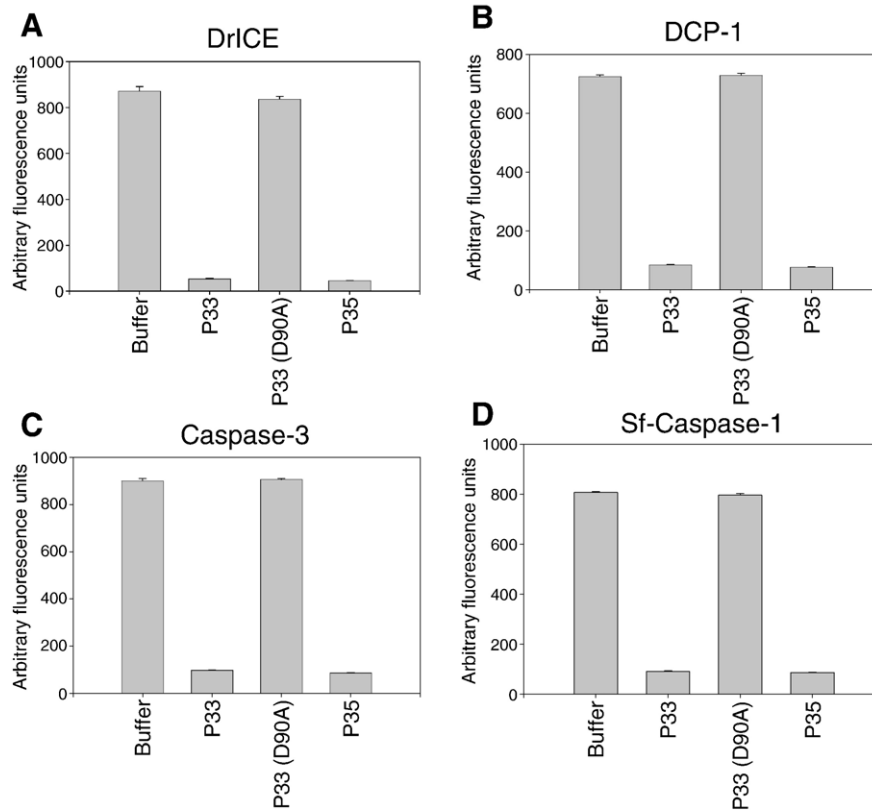 A
DrICE
Arbitrary fluorescence units
1000
800
600
400
200
0
Buffer
P33
P33 (D90A)
P35
B
DCP-1
Arbitrary fluorescence units
800
600
400
200
0
Buffer
P33
P33 (D90A)
P35
C
Caspase-3
Arbitrary fluorescence units
1000
800
600
400
200
0
Buffer
P33
P33 (D90A)
P35
D
Sf-Caspase-1
Arbitrary fluorescence units
1000
800
600
400
200
0
Buffer
P33
P33 (D90A)
P35